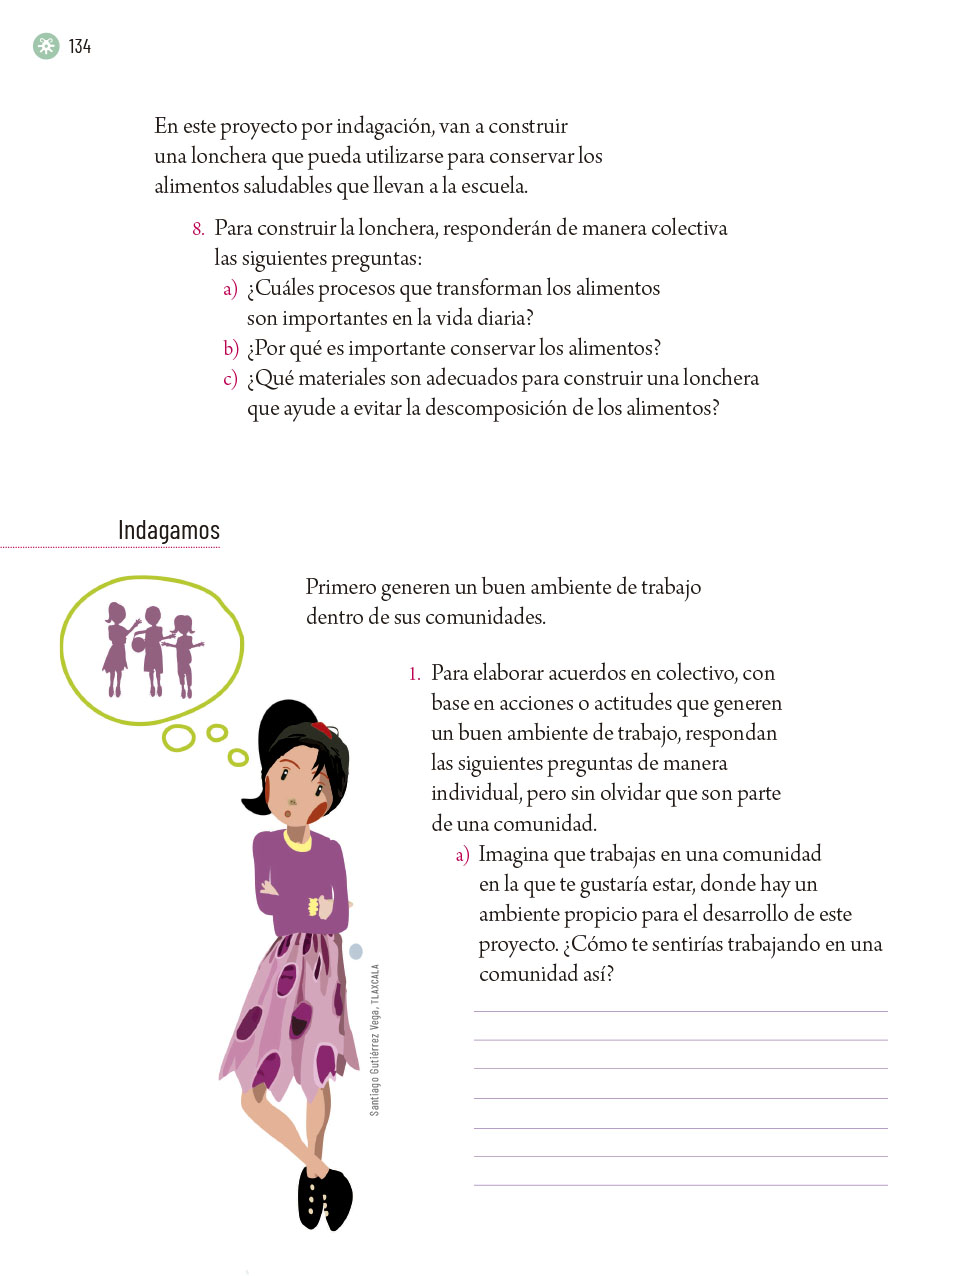 134
En este proyecto por indagación, van a construir
una lonchera que pueda utilizarse para conservar los
alimentos saludables que llevan a la escuela.
8. Para construir la lonchera, responderán de manera colectiva
las siguientes preguntas:
a) ¿Cuáles procesos que transforman los alimentos
son importantes en la vida diaria?
b) ¿Por qué es importante conservar los alimentos?
c) ¿Qué materiales son adecuados para construir una lonchera
que ayude a evitar la descomposición de los alimentos?
Indagamos
Primero generen un buen ambiente de trabajo
dentro de sus comunidades.
1. Para elaborar acuerdos en colectivo, con
base en acciones o actitudes que generen
un buen ambiente de trabajo, respondan
las siguientes preguntas de manera
individual, pero sin olvidar que son parte
de una comunidad.
a) Imagina que trabajas en una comunidad
en la que te gustaría estar, donde hay un
ambiente propicio para el desarrollo de este
proyecto. ¿Cómo te sentirías trabajando en una
comunidad así?
Santiago Gutiérrez Vega, TLAXCALA